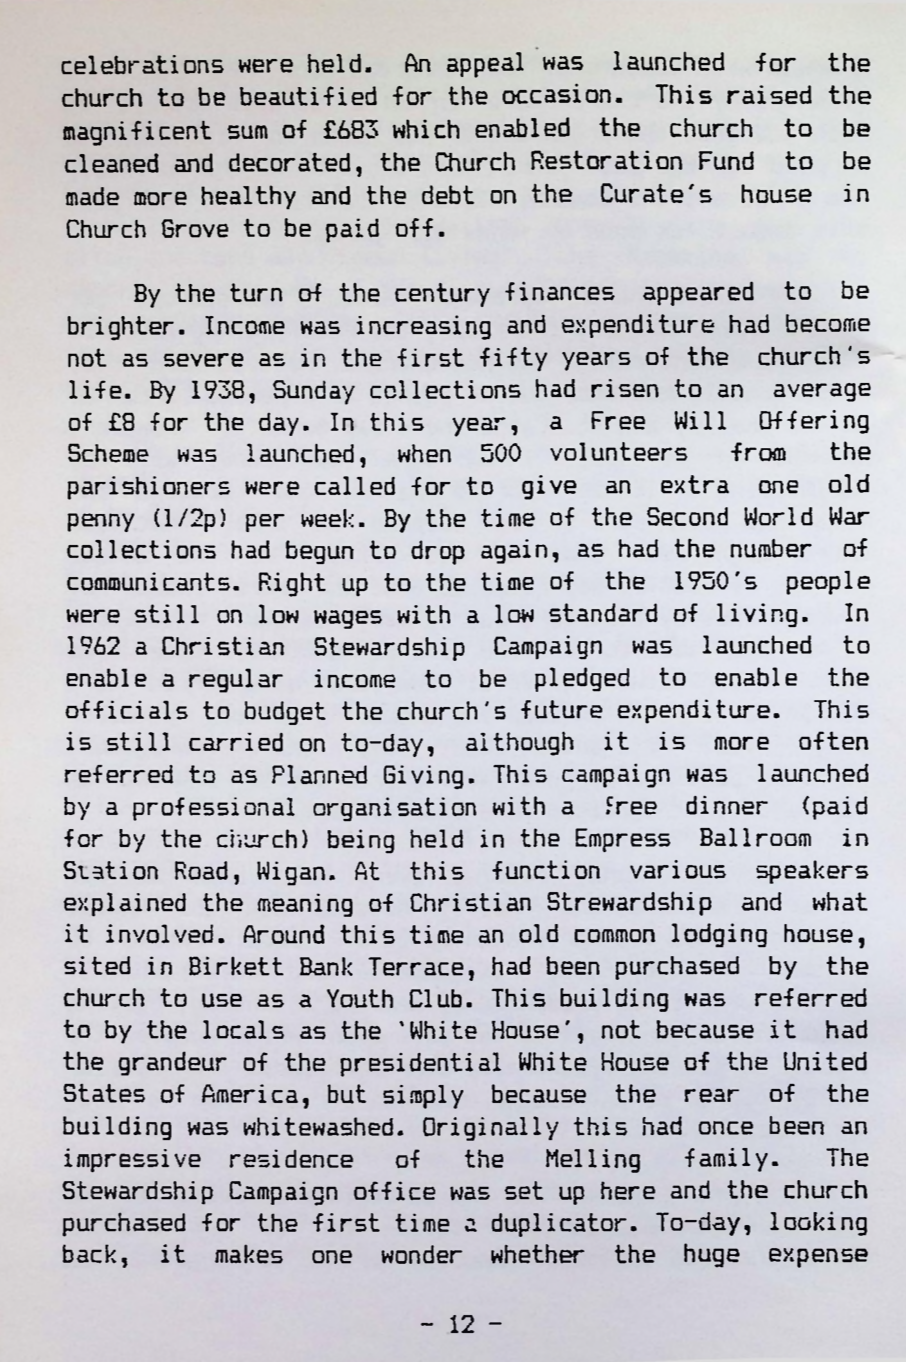 celebrations were held. An appeal was launched for the
church to be beautified for the occasion. This raised the
magnificent sum of £683 which enabled the church to be
cleaned and decorated, the Church Restoration Fund to be
made more healthy and the debt on the Curate's house in
Church Grove to be paid off.

By the turn of the century finances appeared to be
brighter. Income was increasing and expenditure had become
not as severe as in the first fifty years of the church's
life. By 1938, Sunday collections had risen to an average
of £8 for the day. In this year, a Free Will Offering
Scheme was launched, when 500 volunteers from the
parishioners were called for to give an extra one old
penny (1/2p) per week. By the time of the Second World War
collections had begun to drop again, as had the number of
communicants. Right up to the time of the 1950's people
were still on low wages with a low standard of living. In
1962 a Christian Stewardship Campaign was launched to
enable a regular income to be pledged to enable the
officials to budget the church's future expenditure. This
is still carried on to-day, although it is more often
referred to as Planned Giving. This campaign was launched
by a professional organisation with a free dinner (paid
for by the church) being held in the Empress Ballroom in
Station Road, Wigan. At this function various speakers
explained the meaning of Christian Strewardship and what
it involved. Around this time an old common lodging house,
sited in Birkett Bank Terrace, had been purchased by the
church to use as a Youth Club. This building was referred
to by the locals as the 'White House', not because it had
the grandeur of the presidential White House of the United
States of America, but simply because the rear of the
building was whitewashed. Originally this had once been an
impressive residence of the Melling family. The
Stewardship Campaign office was set up here and the church
purchased for the first time a duplicator. To-day, looking
back, it makes one wonder whether the huge expense

- 12 -